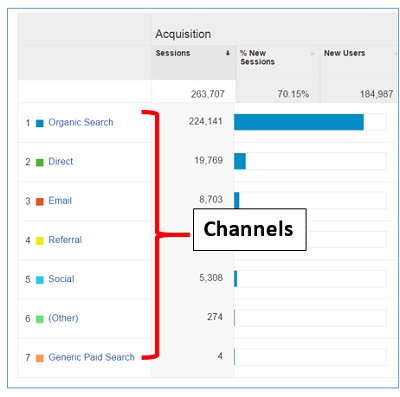 Acquisition
Sessions % New Sessions New Users
263,707 70.15% 184,987
1 Organic Search 224,141
2 Direct 19,769
3 Email 8,703
Channels
4 Referral
5 Social 5,308
6 (Other) 274
7 Generic Paid Search 4